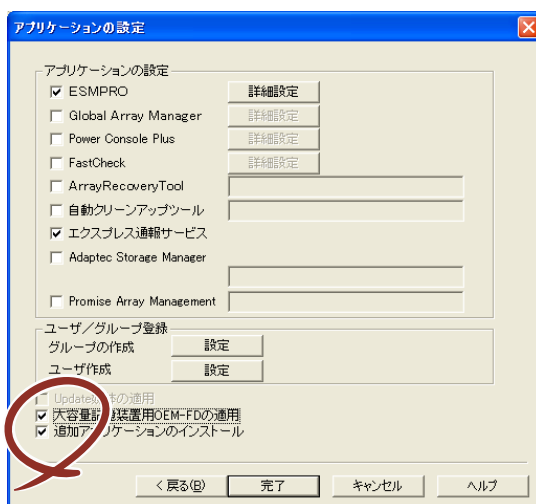 アプリケーションの設定
アプリケーションの設定
ESMPRO 詳細設定
Global Array Manager 詳細設定
Power Console Plus 詳細設定
FastCheck 詳細設定
ArrayRecoveryTool
自動クリーンアップツール
エクスプレス通報サービス
Adaptec Storage Manager
Promise Array Management
ユーザ/グループ登録
グループの作成 設定
ユーザ作成 設定
Update の適用
大容量記憶装置用OEM-FDの適用
追加アプリケーションのインストール
< 戻る(B) 完了 キャンセル ヘルプ